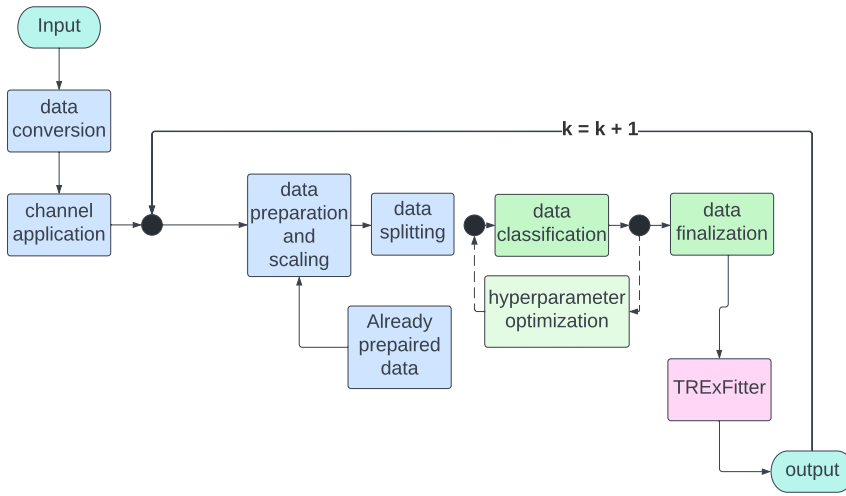 Input
data
conversion
channel
application
k = k + 1
data
preparation
and
scaling
data
splitting
data
classification
data
finalization
hyperparameter
optimization
Already
prepaired
data
TRExFitter
output